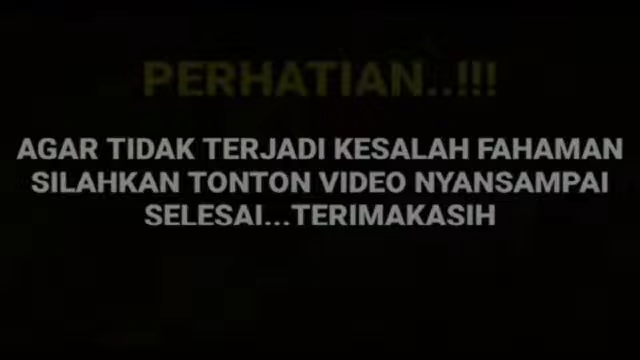 PERHATIAN..!!!
AGAR TIDAK TERJADI KESALAH FAHAMAN
SILAHKAN TONTON VIDEO NYANSAMPAI
SELESAI...TERIMAKASIH